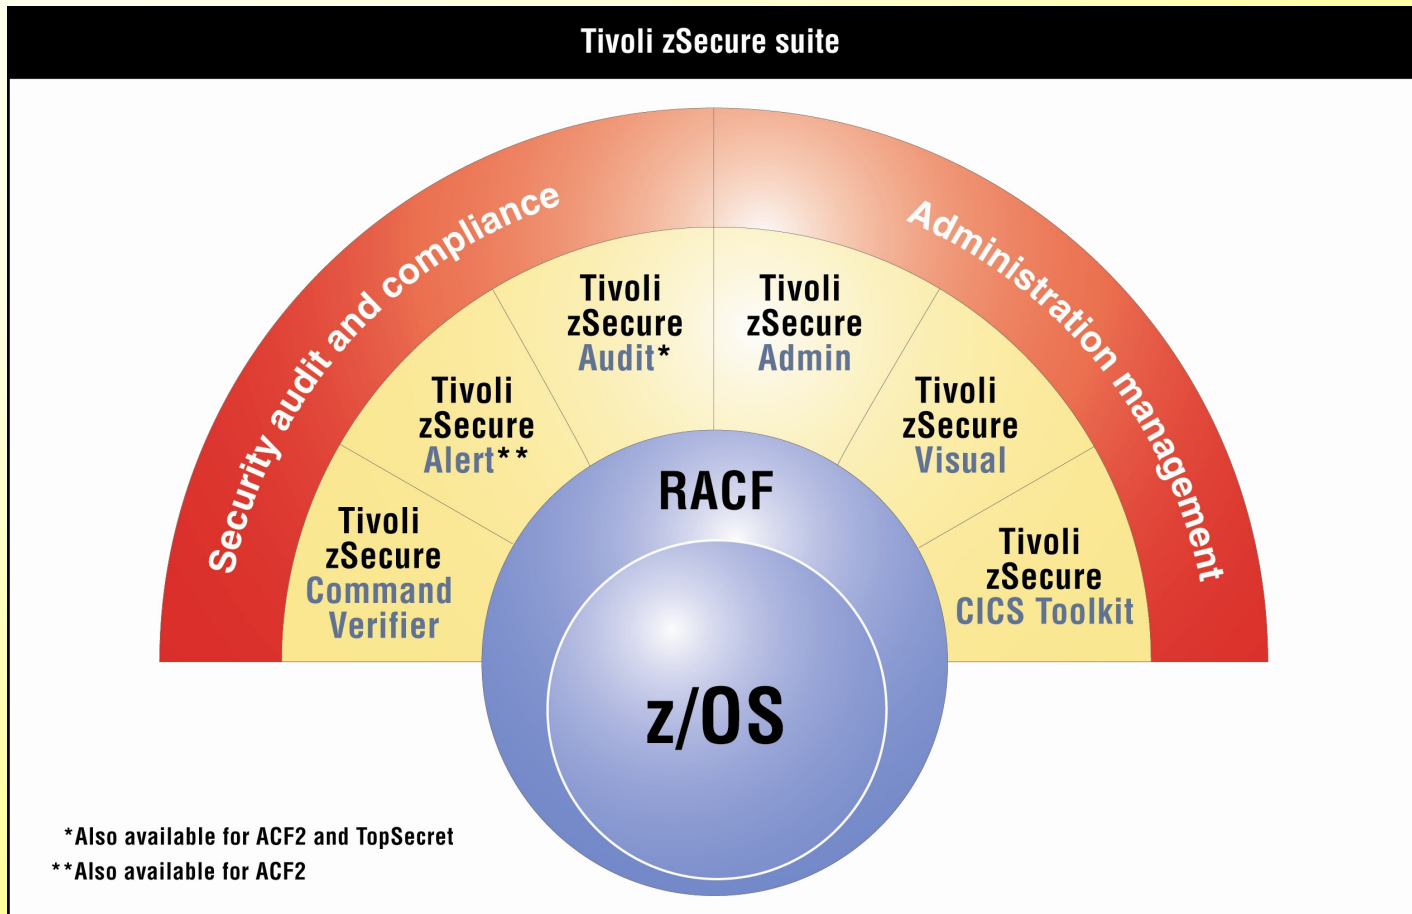 Tivoli zSecure suite
Security audit and compliance
Administration management
Tivoli
zSecure
Command
Verifier
Tivoli
zSecure
Alert**
Tivoli
zSecure
Audit*
Tivoli
zSecure
Admin
Tivoli
zSecure
Visual
Tivoli
zSecure
CICS Toolkit
RACF
z/OS
*Also available for ACF2 and TopSecret
**Also available for ACF2